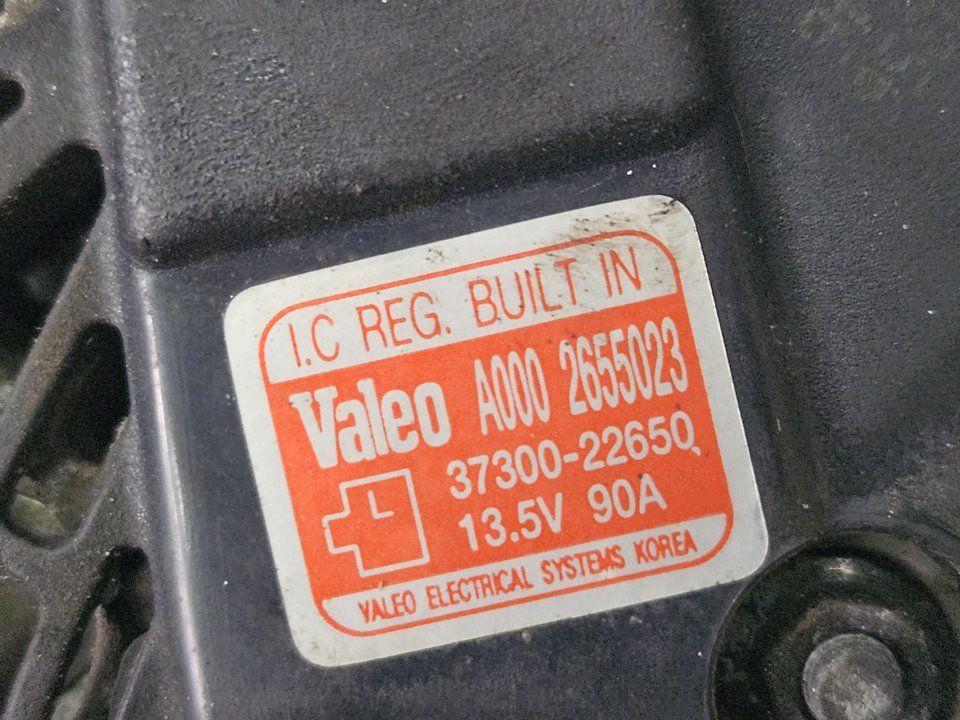 I.C REG. BUILT IN
Valeo A000 2655023
37300-22650
L 13.5V 90A
VALEO ELECTRICAL SYSTEMS KOREA